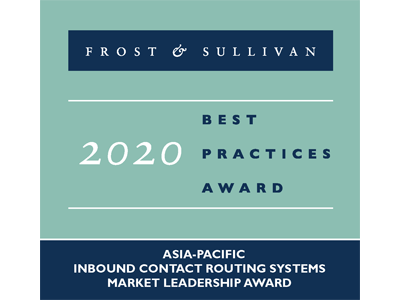 FROST & SULLIVAN
BEST
2020 PRACTICES
AWARD
ASIA-PACIFIC
INBOUND CONTACT ROUTING SYSTEMS
MARKET LEADERSHIP AWARD